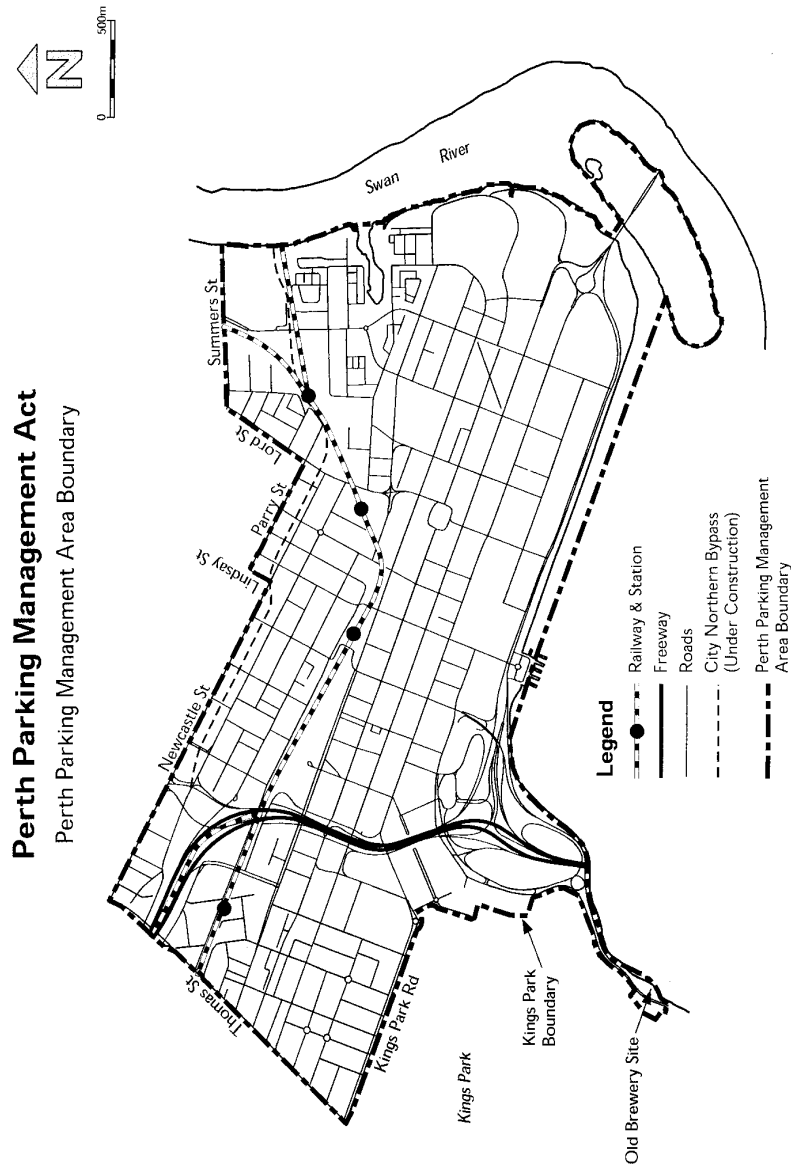 Perth Parking Management Act
Perth Parking Management Area Boundary
N
0 500m
Summers St
Lord St
Parry St
Lindsay St
Newcastle St
Thomas St
Kings Park Rd
Kings Park
Kings Park
Boundary
Old Brewery Site
Swan River
Legend
Railway & Station
Freeway
Roads
City Northern Bypass
(Under Construction)
Perth Parking Management
Area Boundary